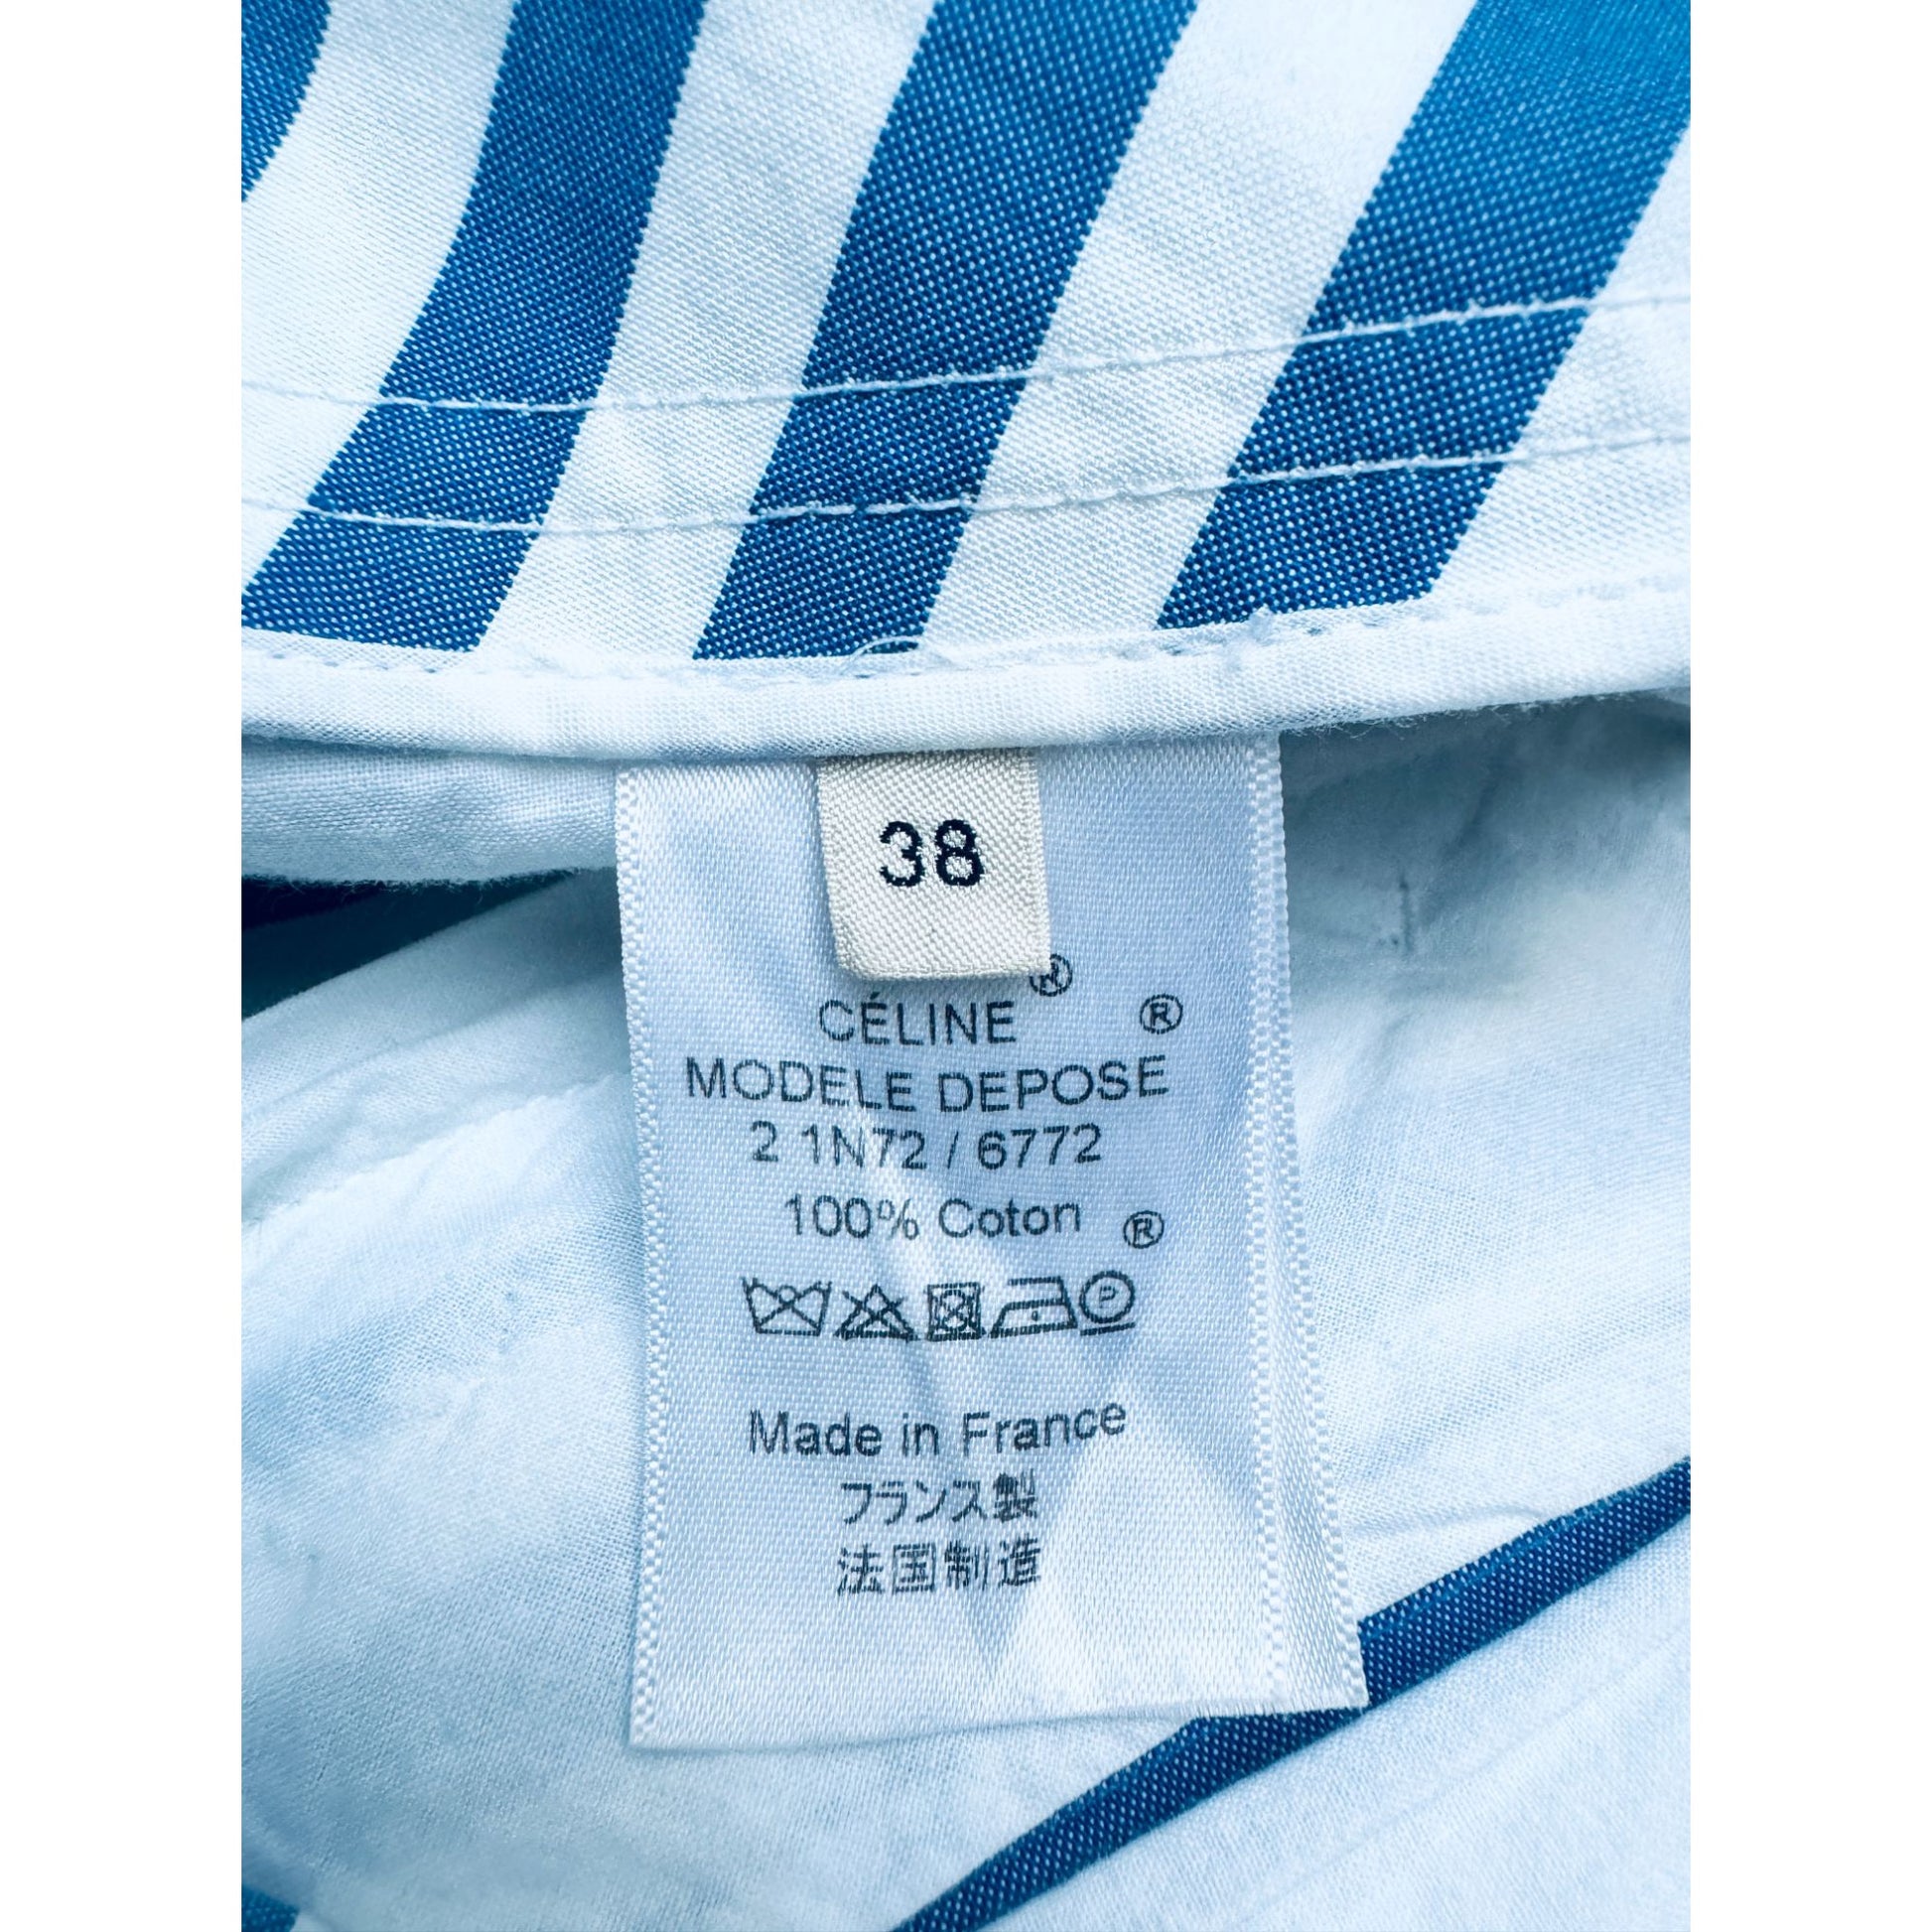 38
CÉLINE ®
®
MODELE DEPOSE
2 1N72 / 6772
100% Coton ®
P
Made in France
フランス製
法国制造